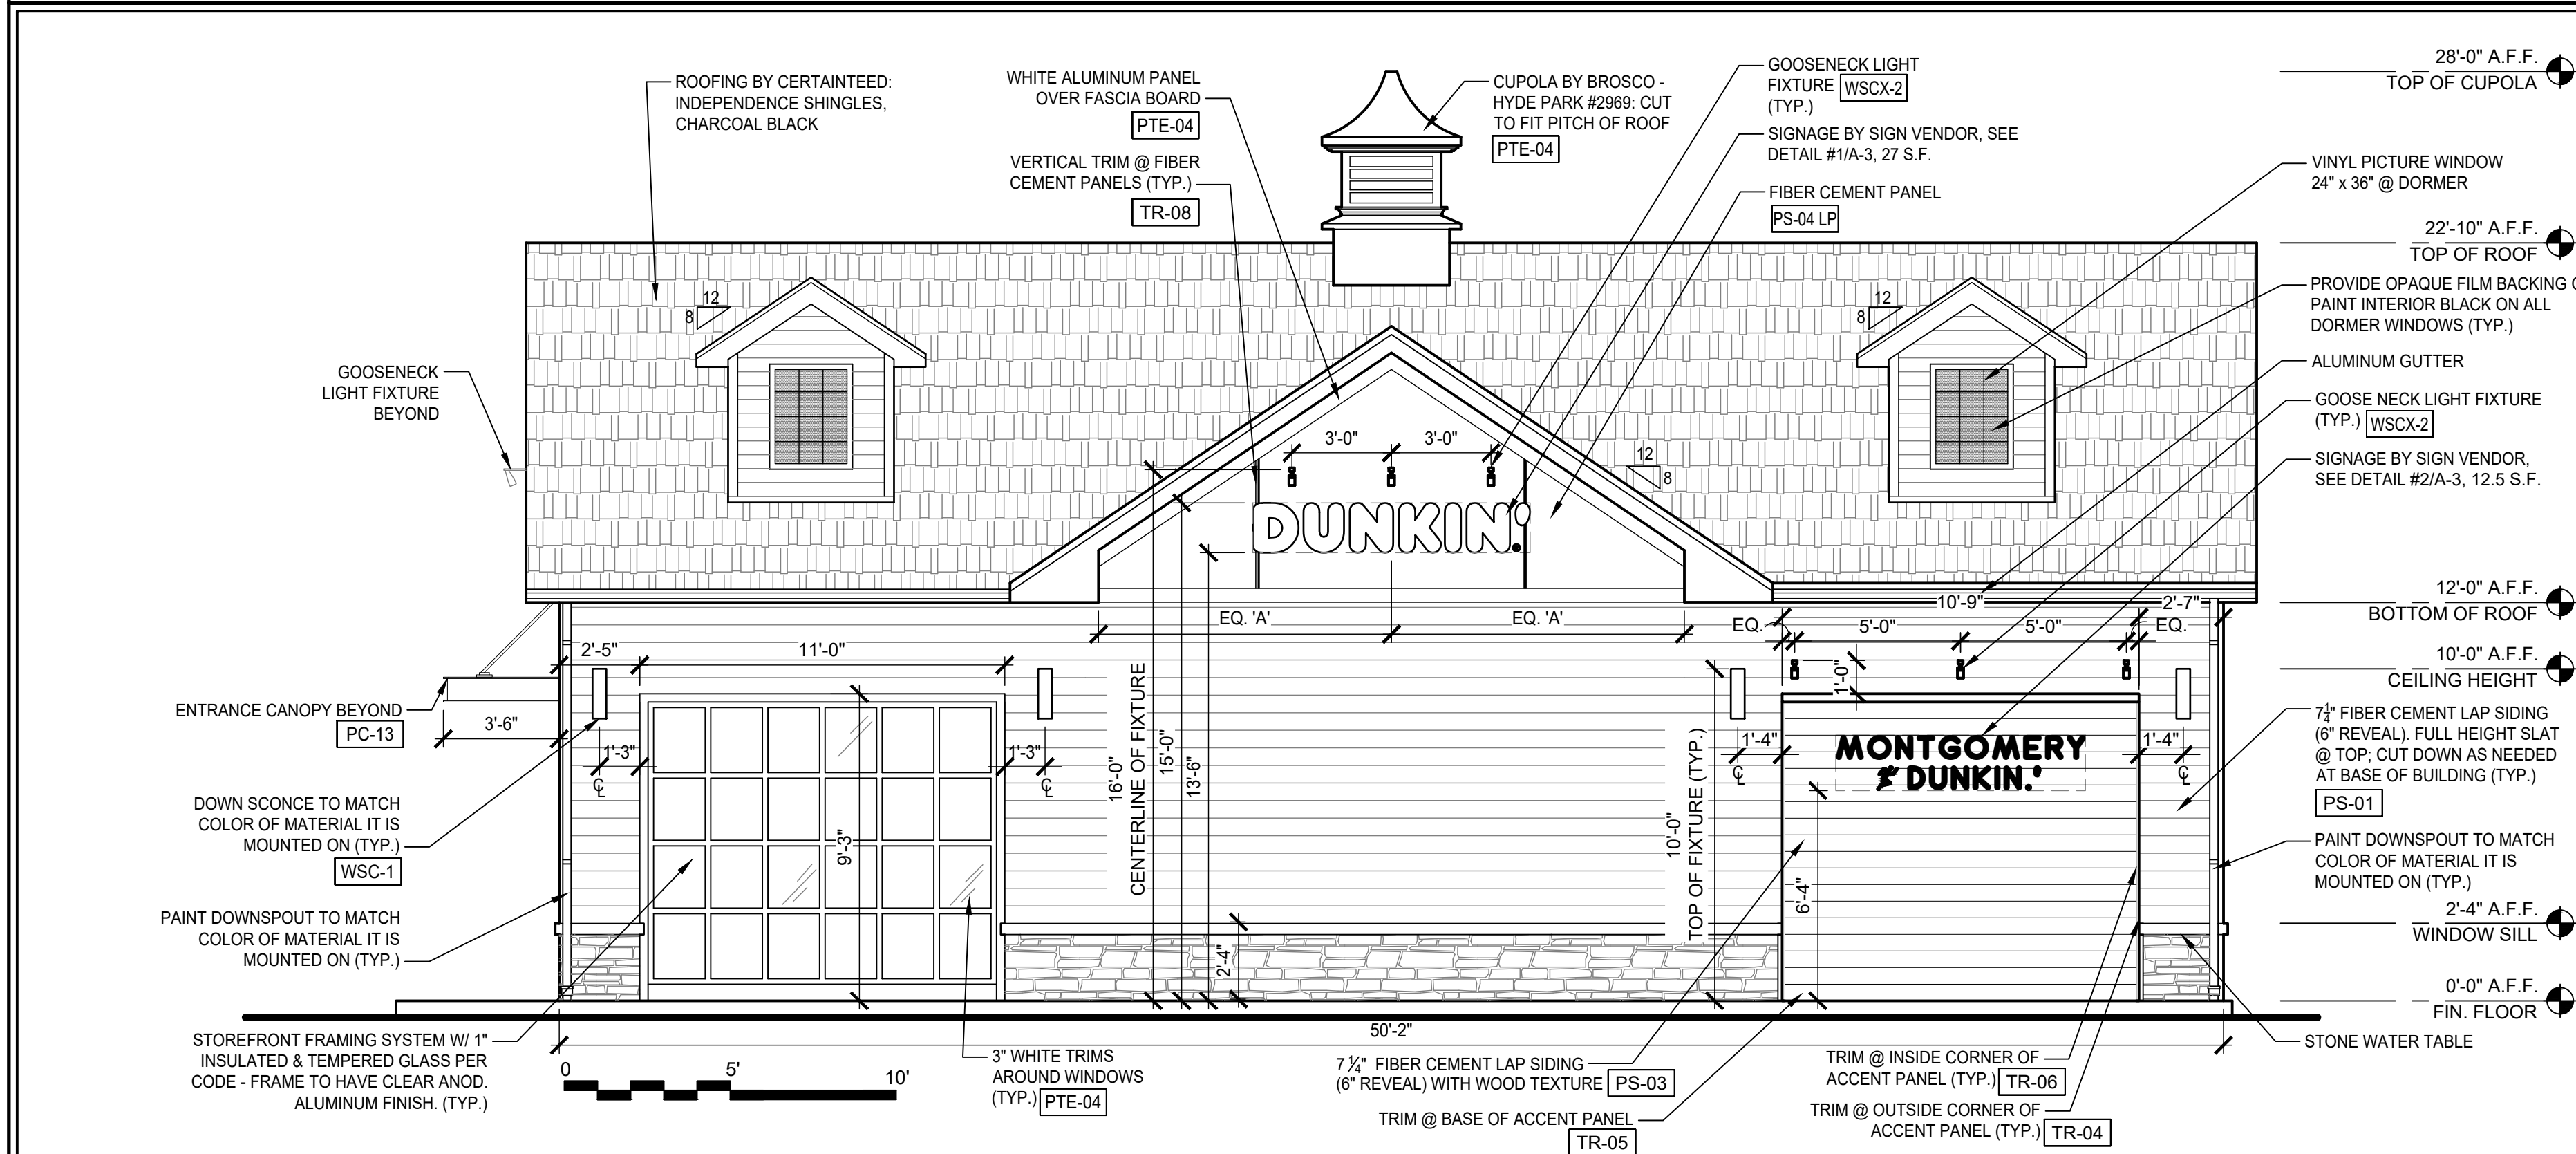 ROOFING BY CERTAINTEED:
INDEPENDENCE SHINGLES,
CHARCOAL BLACK
WHITE ALUMINUM PANEL
OVER FASCIA BOARD
PTE-04
VERTICAL TRIM @ FIBER
CEMENT PANELS (TYP.)
TR-08
CUPOLA BY BROSCO -
HYDE PARK #2969: CUT
TO FIT PITCH OF ROOF
PTE-04
GOOSENECK LIGHT
FIXTURE WSCX-2
(TYP.)
SIGNAGE BY SIGN VENDOR, SEE
DETAIL #1/A-3, 27 S.F.
FIBER CEMENT PANEL
PS-04 LP
28'-0" A.F.F.
TOP OF CUPOLA
VINYL PICTURE WINDOW
24" x 36" @ DORMER
22'-10" A.F.F.
TOP OF ROOF
PROVIDE OPAQUE FILM BACKING
PAINT INTERIOR BLACK ON ALL
DORMER WINDOWS (TYP.)
ALUMINUM GUTTER
GOOSE NECK LIGHT FIXTURE
(TYP.) WSCX-2
SIGNAGE BY SIGN VENDOR,
SEE DETAIL #2/A-3, 12.5 S.F.
12
8
12
8
12
8
GOOSENECK
LIGHT FIXTURE
BEYOND
3'-0"
3'-0"
DUNKIN'®
12'-0" A.F.F.
BOTTOM OF ROOF
10'-9"
2'-7"
EQ. 'A'
EQ. 'A'
EQ.
5'-0"
5'-0"
EQ.
2'-5"
11'-0"
10'-0" A.F.F.
CEILING HEIGHT
1'-0"
ENTRANCE CANOPY BEYOND
PC-13
3'-6"
1'-3"
1'-3"
℄
℄
16'-0"
CENTERLINE OF FIXTURE
15'-0"
13'-6"
10'-0"
TOP OF FIXTURE (TYP.)
1'-4"
1'-4"
℄
℄
MONTGOMERY
DUNKIN.'
7 1/4" FIBER CEMENT LAP SIDING
(6" REVEAL). FULL HEIGHT SLAT
@ TOP; CUT DOWN AS NEEDED
AT BASE OF BUILDING (TYP.)
PS-01
DOWN SCONCE TO MATCH
COLOR OF MATERIAL IT IS
MOUNTED ON (TYP.)
WSC-1
9'-3"
6'-4"
2'-4"
PAINT DOWNSPOUT TO MATCH
COLOR OF MATERIAL IT IS
MOUNTED ON (TYP.)
PAINT DOWNSPOUT TO MATCH
COLOR OF MATERIAL IT IS
MOUNTED ON (TYP.)
2'-4" A.F.F.
WINDOW SILL
0'-0" A.F.F.
FIN. FLOOR
STONE WATER TABLE
50'-2"
STOREFRONT FRAMING SYSTEM W/ 1"
INSULATED & TEMPERED GLASS PER
CODE - FRAME TO HAVE CLEAR ANOD.
ALUMINUM FINISH. (TYP.)
0
5'
10'
3" WHITE TRIMS
AROUND WINDOWS
(TYP.) PTE-04
7 1/4" FIBER CEMENT LAP SIDING
(6" REVEAL) WITH WOOD TEXTURE PS-03
TRIM @ BASE OF ACCENT PANEL
TR-05
TRIM @ INSIDE CORNER OF
ACCENT PANEL (TYP.) TR-06
TRIM @ OUTSIDE CORNER OF
ACCENT PANEL (TYP.) TR-04